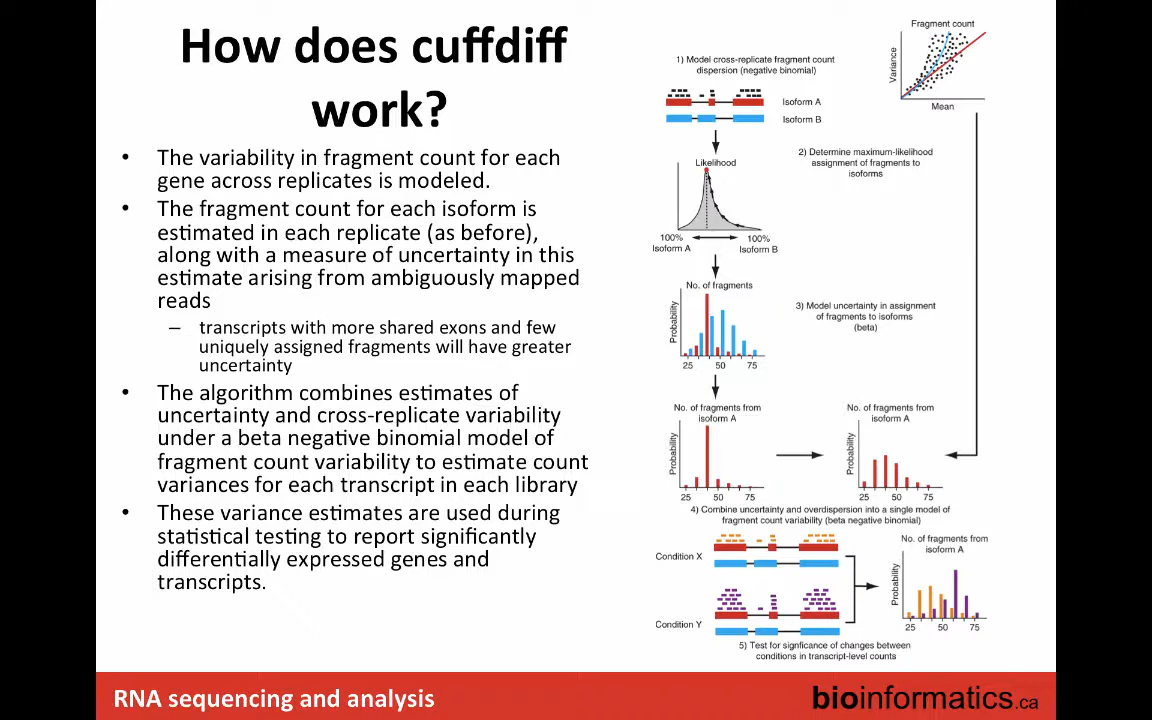 How does cuffdiff
work?
• The variability in fragment count for each
gene across replicates is modeled.
• The fragment count for each isoform is
estimated in each replicate (as before),
along with a measure of uncertainty in this
estimate arising from ambiguously mapped
reads
– transcripts with more shared exons and few
uniquely assigned fragments will have greater
uncertainty
• The algorithm combines estimates of
uncertainty and cross-replicate variability
under a beta negative binomial model of
fragment count variability to estimate count
variances for each transcript in each library
• These variance estimates are used during
statistical testing to report significantly
differentially expressed genes and
transcripts.
Fragment count
Variance
Mean
1) Model cross-replicate fragment count
dispersion (negative binomial)
Isoform A
Isoform B
2) Determine maximum-likelihood
assignment of fragments to
isoforms
Likelihood
100%
Isoform A
100%
Isoform B
No. of fragments
Probability
25 50 75
3) Model uncertainty in assignment
of fragments to isoforms
(beta)
No. of fragments from
isoform A
Probability
25 50 75
No. of fragments from
isoform A
Probability
25 50 75
4) Combine uncertainty and overdispersion into a single model of
fragment count variability (beta negative binomial)
Condition X
Condition Y
No. of fragments from
isoform A
Probability
25 50 75
5) Test for signficance of changes between
conditions in transcript-level counts
RNA sequencing and analysis
bioinformatics.ca